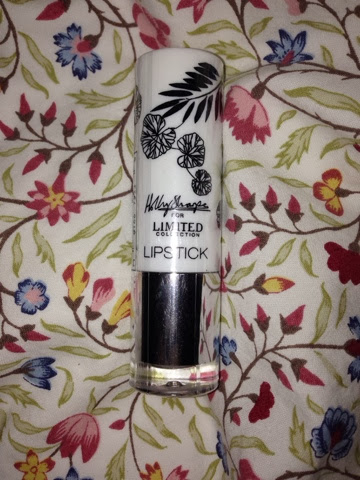 Holly Sharpe
FOR
LIMITED
COLLECTION
LIPSTICK